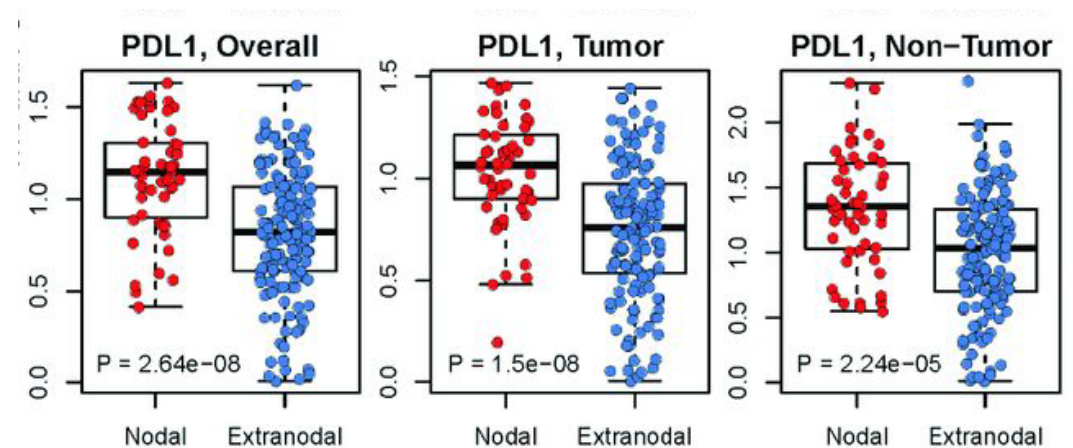 PDL1, Overall
0.0 0.5 1.0 1.5
P = 2.64e−08
Nodal Extranodal
PDL1, Tumor
0.0 0.5 1.0 1.5
P = 1.5e−08
Nodal Extranodal
PDL1, Non−Tumor
0.0 0.5 1.0 1.5 2.0
P = 2.24e−05
Nodal Extranodal